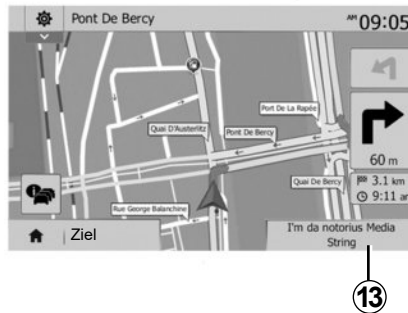 Pont De Bercy
AM 09:05
Port De La Rapée
Quai D'Austerlitz
Pont De Bercy
60 m
Quai De Bercy
3.1 km
9:11 am
Rue George Balanchine
Ziel
I'm da notorius Media
String
13